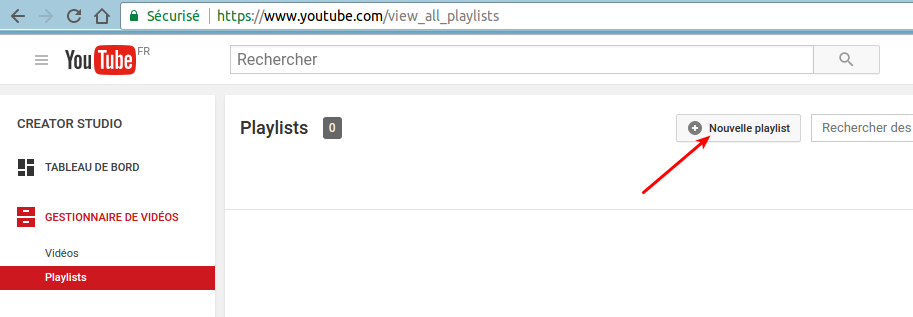 Sécurisé https://www.youtube.com/view_all_playlists
YouTube FR
Rechercher
CREATOR STUDIO
TABLEAU DE BORD
GESTIONNAIRE DE VIDÉOS
Vidéos
Playlists
Playlists 0
Nouvelle playlist
Rechercher des